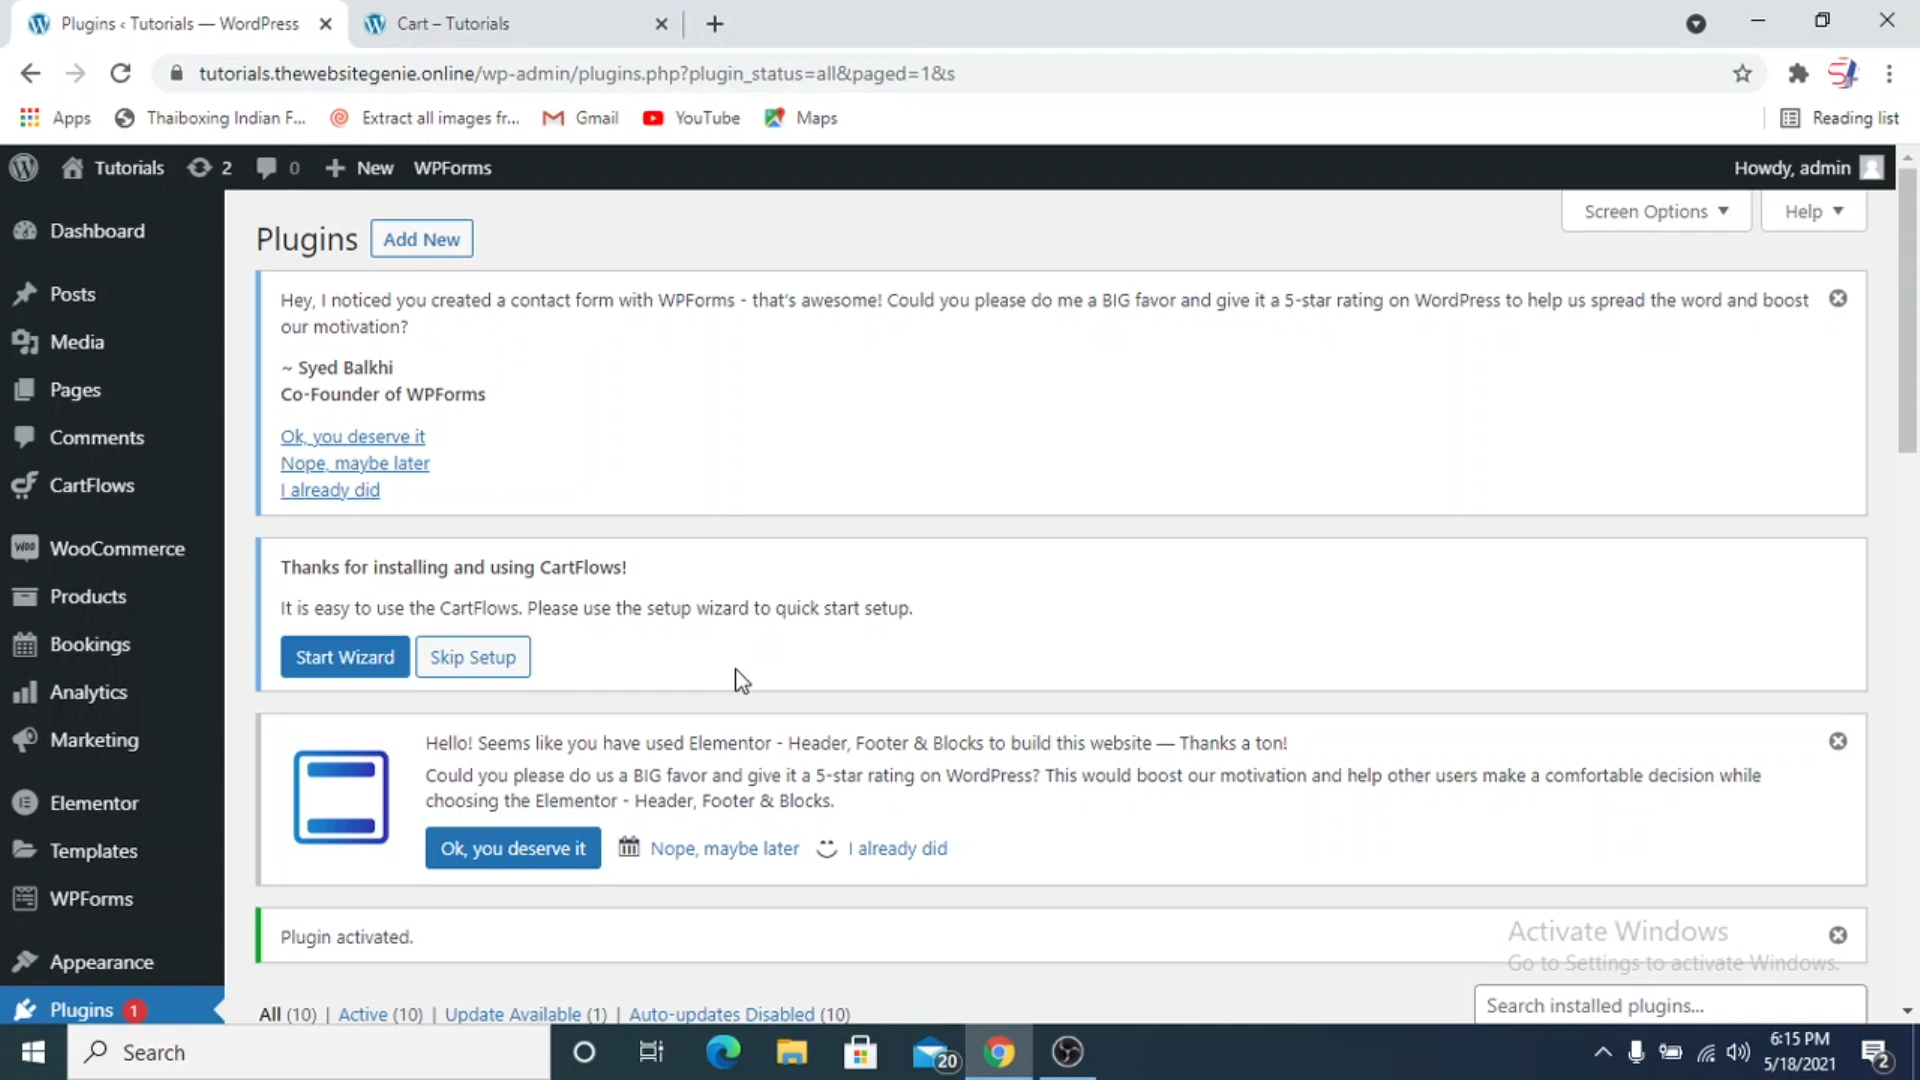 Plugins ‹ Tutorials — WordPress
Cart – Tutorials
tutorials.thewebsitegenie.online/wp-admin/plugins.php?plugin_status=all&paged=1&s
Apps
Thaiboxing Indian F...
Extract all images fr...
Gmail
YouTube
Maps
Reading list
Tutorials
2
0
New
WPForms
Howdy, admin
Screen Options
Help
Dashboard
Posts
Media
Pages
Comments
CartFlows
WooCommerce
Products
Bookings
Analytics
Marketing
Elementor
Templates
WPForms
Appearance
Plugins 1
Plugins
Add New
Hey, I noticed you created a contact form with WPForms - that's awesome! Could you please do me a BIG favor and give it a 5-star rating on WordPress to help us spread the word and boost
our motivation?
~ Syed Balkhi
Co-Founder of WPForms
Ok, you deserve it
Nope, maybe later
I already did
Thanks for installing and using CartFlows!
It is easy to use the CartFlows. Please use the setup wizard to quick start setup.
Start Wizard
Skip Setup
Hello! Seems like you have used Elementor - Header, Footer & Blocks to build this website — Thanks a ton!
Could you please do us a BIG favor and give it a 5-star rating on WordPress? This would boost our motivation and help other users make a comfortable decision while
choosing the Elementor - Header, Footer & Blocks.
Ok, you deserve it
Nope, maybe later
I already did
Plugin activated.
Activate Windows
Go to Settings to activate Windows.
All (10) | Active (10) | Update Available (1) | Auto-updates Disabled (10)
Search installed plugins...
Search
20
6:15 PM
5/18/2021
2